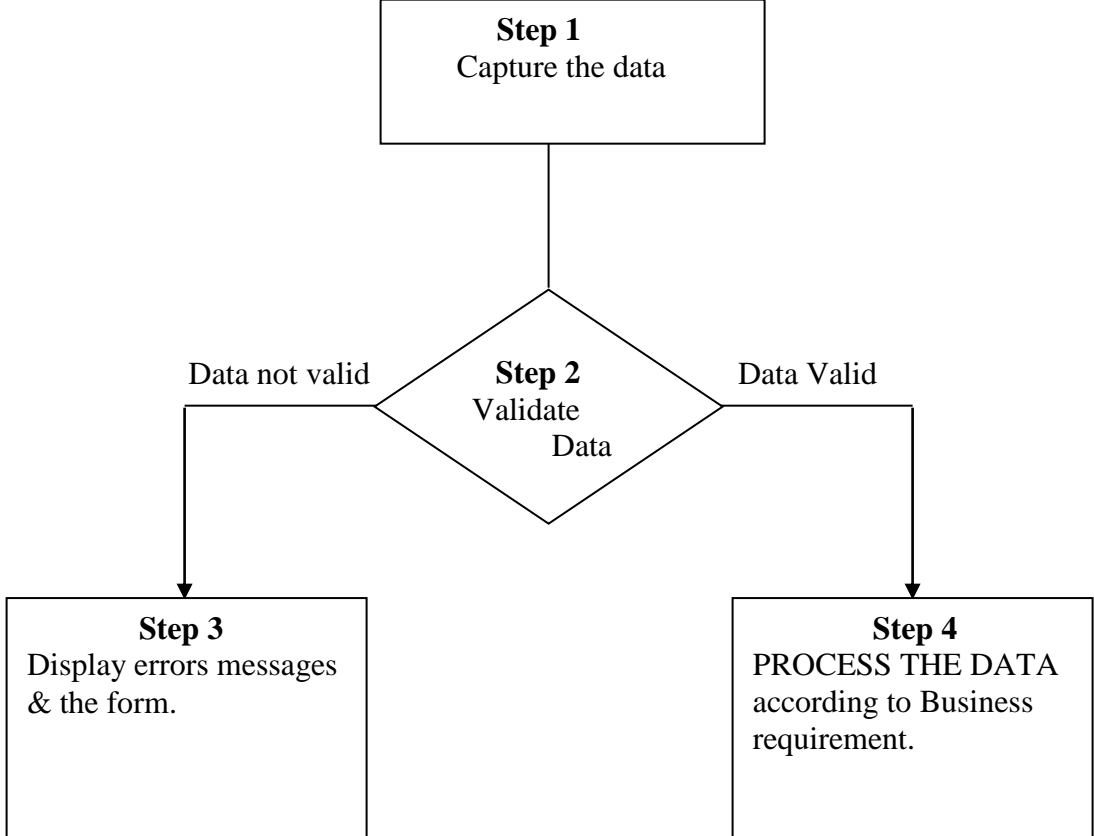 Step 1
Capture the data
Data not valid
Step 2
Validate
Data
Data Valid
Step 3
Display errors messages
& the form.
Step 4
PROCESS THE DATA
according to Business
requirement.